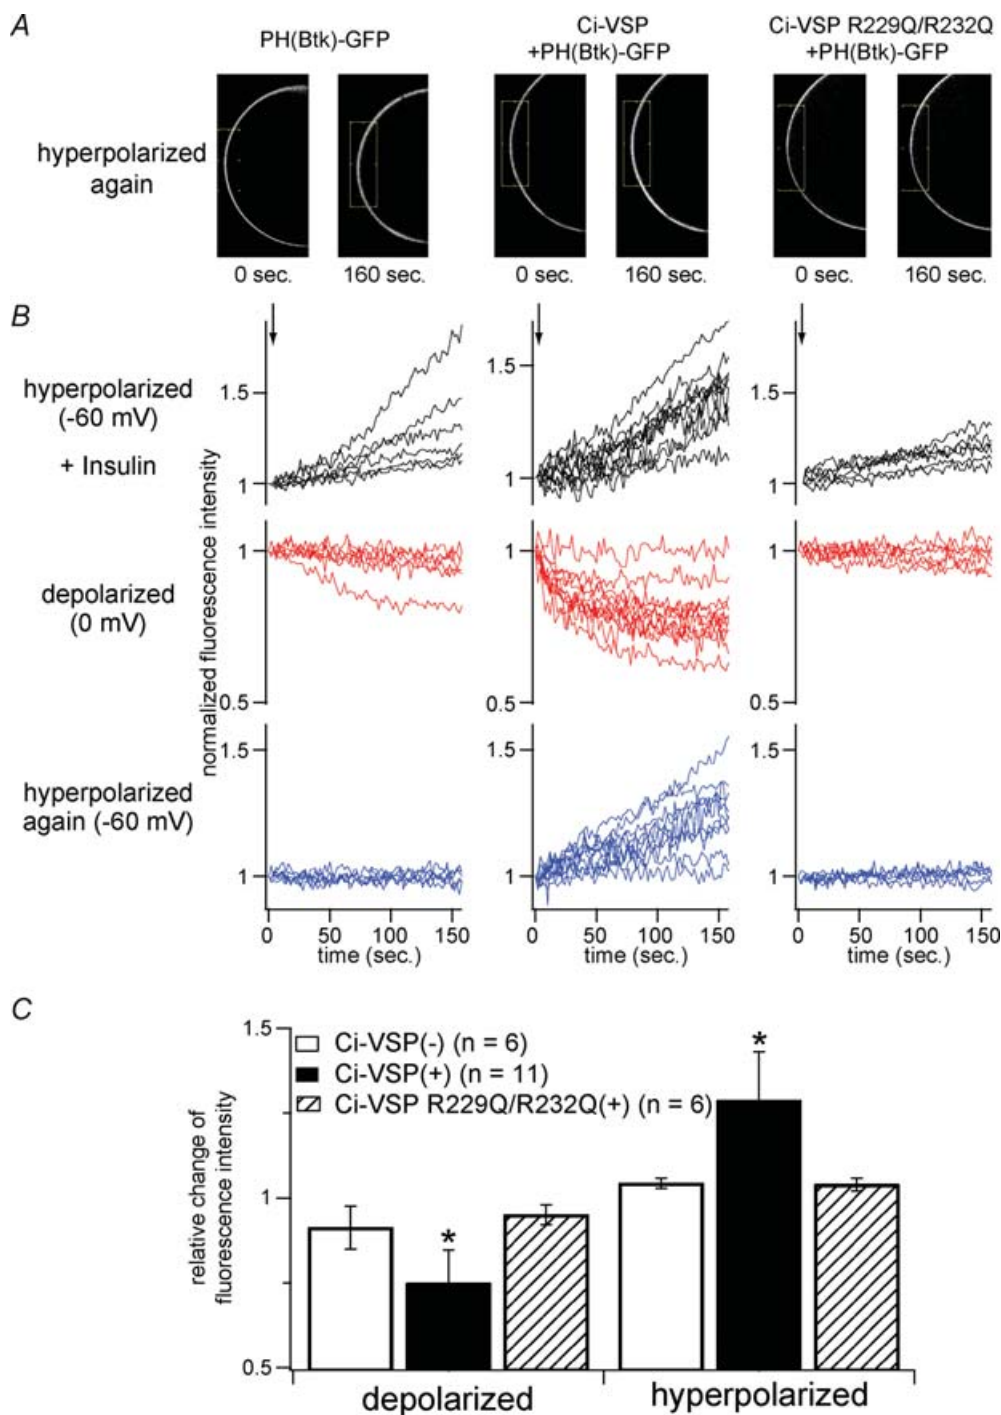 A
PH(Btk)-GFP
Ci-VSP
+PH(Btk)-GFP
Ci-VSP R229Q/R232Q
+PH(Btk)-GFP
hyperpolarized
again
0 sec.
160 sec.
0 sec.
160 sec.
0 sec.
160 sec.
B
hyperpolarized
(-60 mV)
+ Insulin
depolarized
(0 mV)
hyperpolarized
again (-60 mV)
normalized fluorescence intensity
1.5
1
1.5
1
1.5
1
1
0.5
1
0.5
1
0.5
1.5
1
1.5
1
1.5
1
0 50 100 150
time (sec.)
0 50 100 150
time (sec.)
0 50 100 150
time (sec.)
C
relative change of
fluorescence intensity
1.5
1
0.5
Ci-VSP(-) (n = 6)
Ci-VSP(+) (n = 11)
Ci-VSP R229Q/R232Q(+) (n = 6)
*
*
depolarized
hyperpolarized